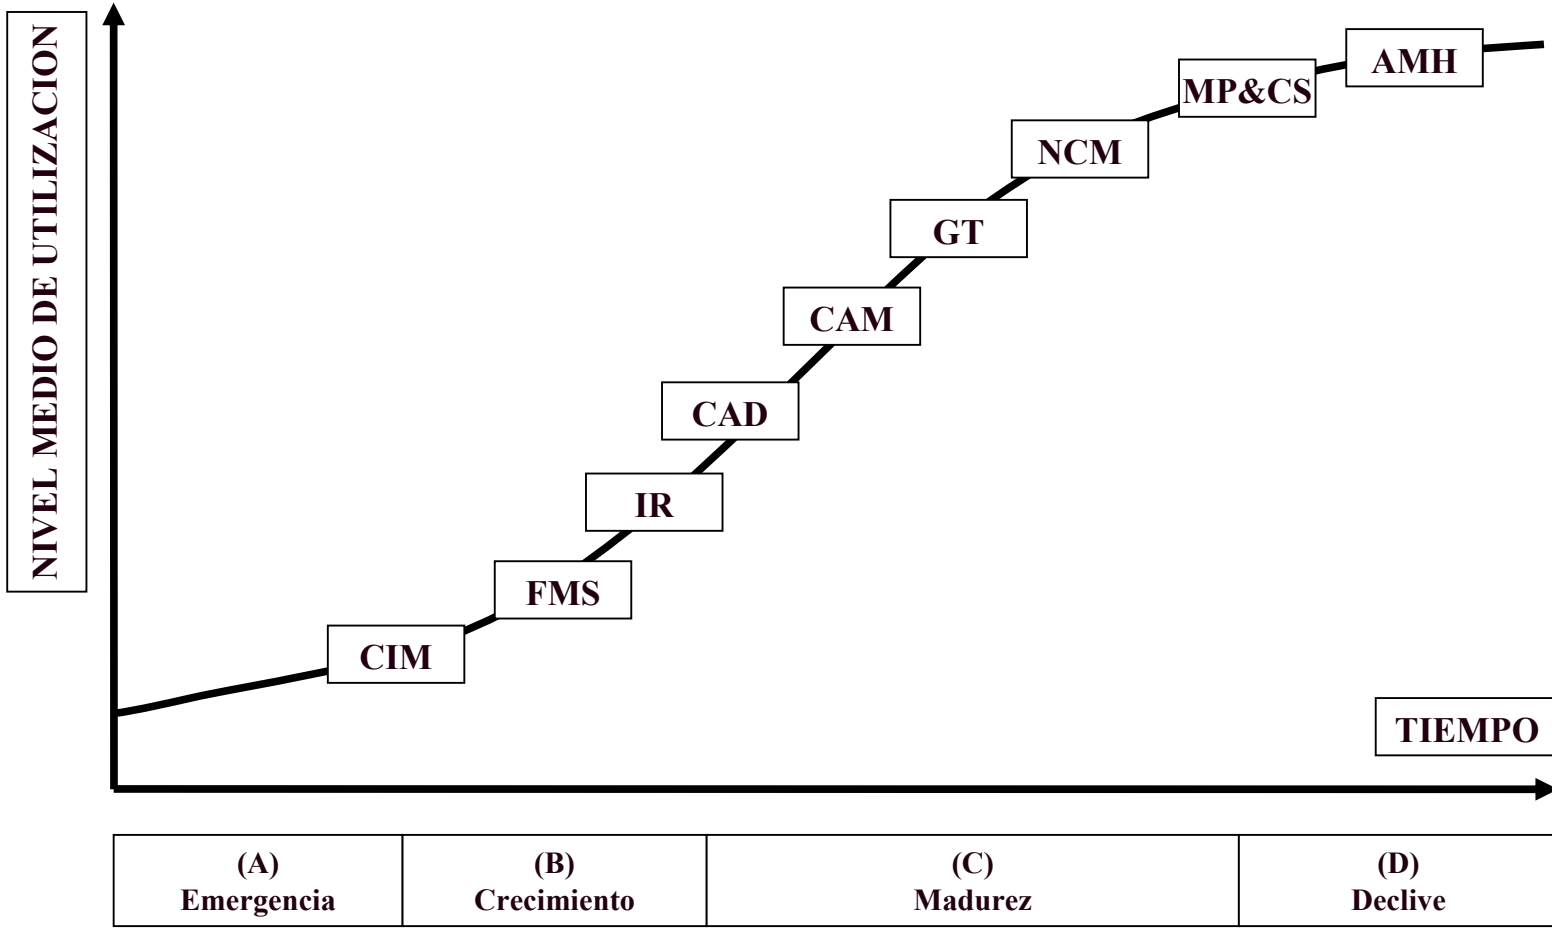 NIVEL MEDIO DE UTILIZACION
AMH
MP&CS
NCM
GT
CAM
CAD
IR
FMS
CIM
TIEMPO
(A)
Emergencia
(B)
Crecimiento
(C)
Madurez
(D)
Declive